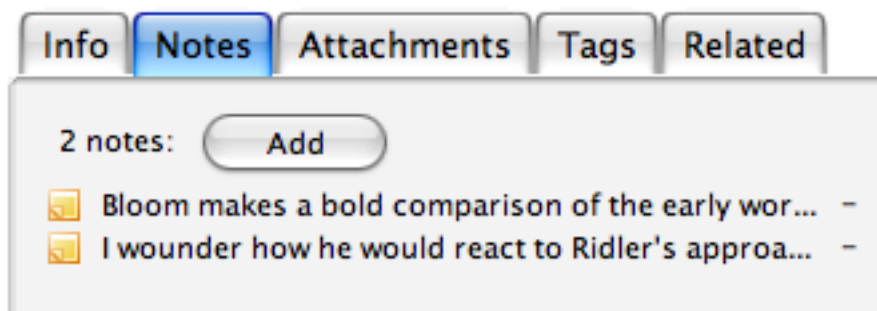 Info Notes Attachments Tags Related
2 notes: Add
Bloom makes a bold comparison of the early wor... –
I wounder how he would react to Ridler's approa... –